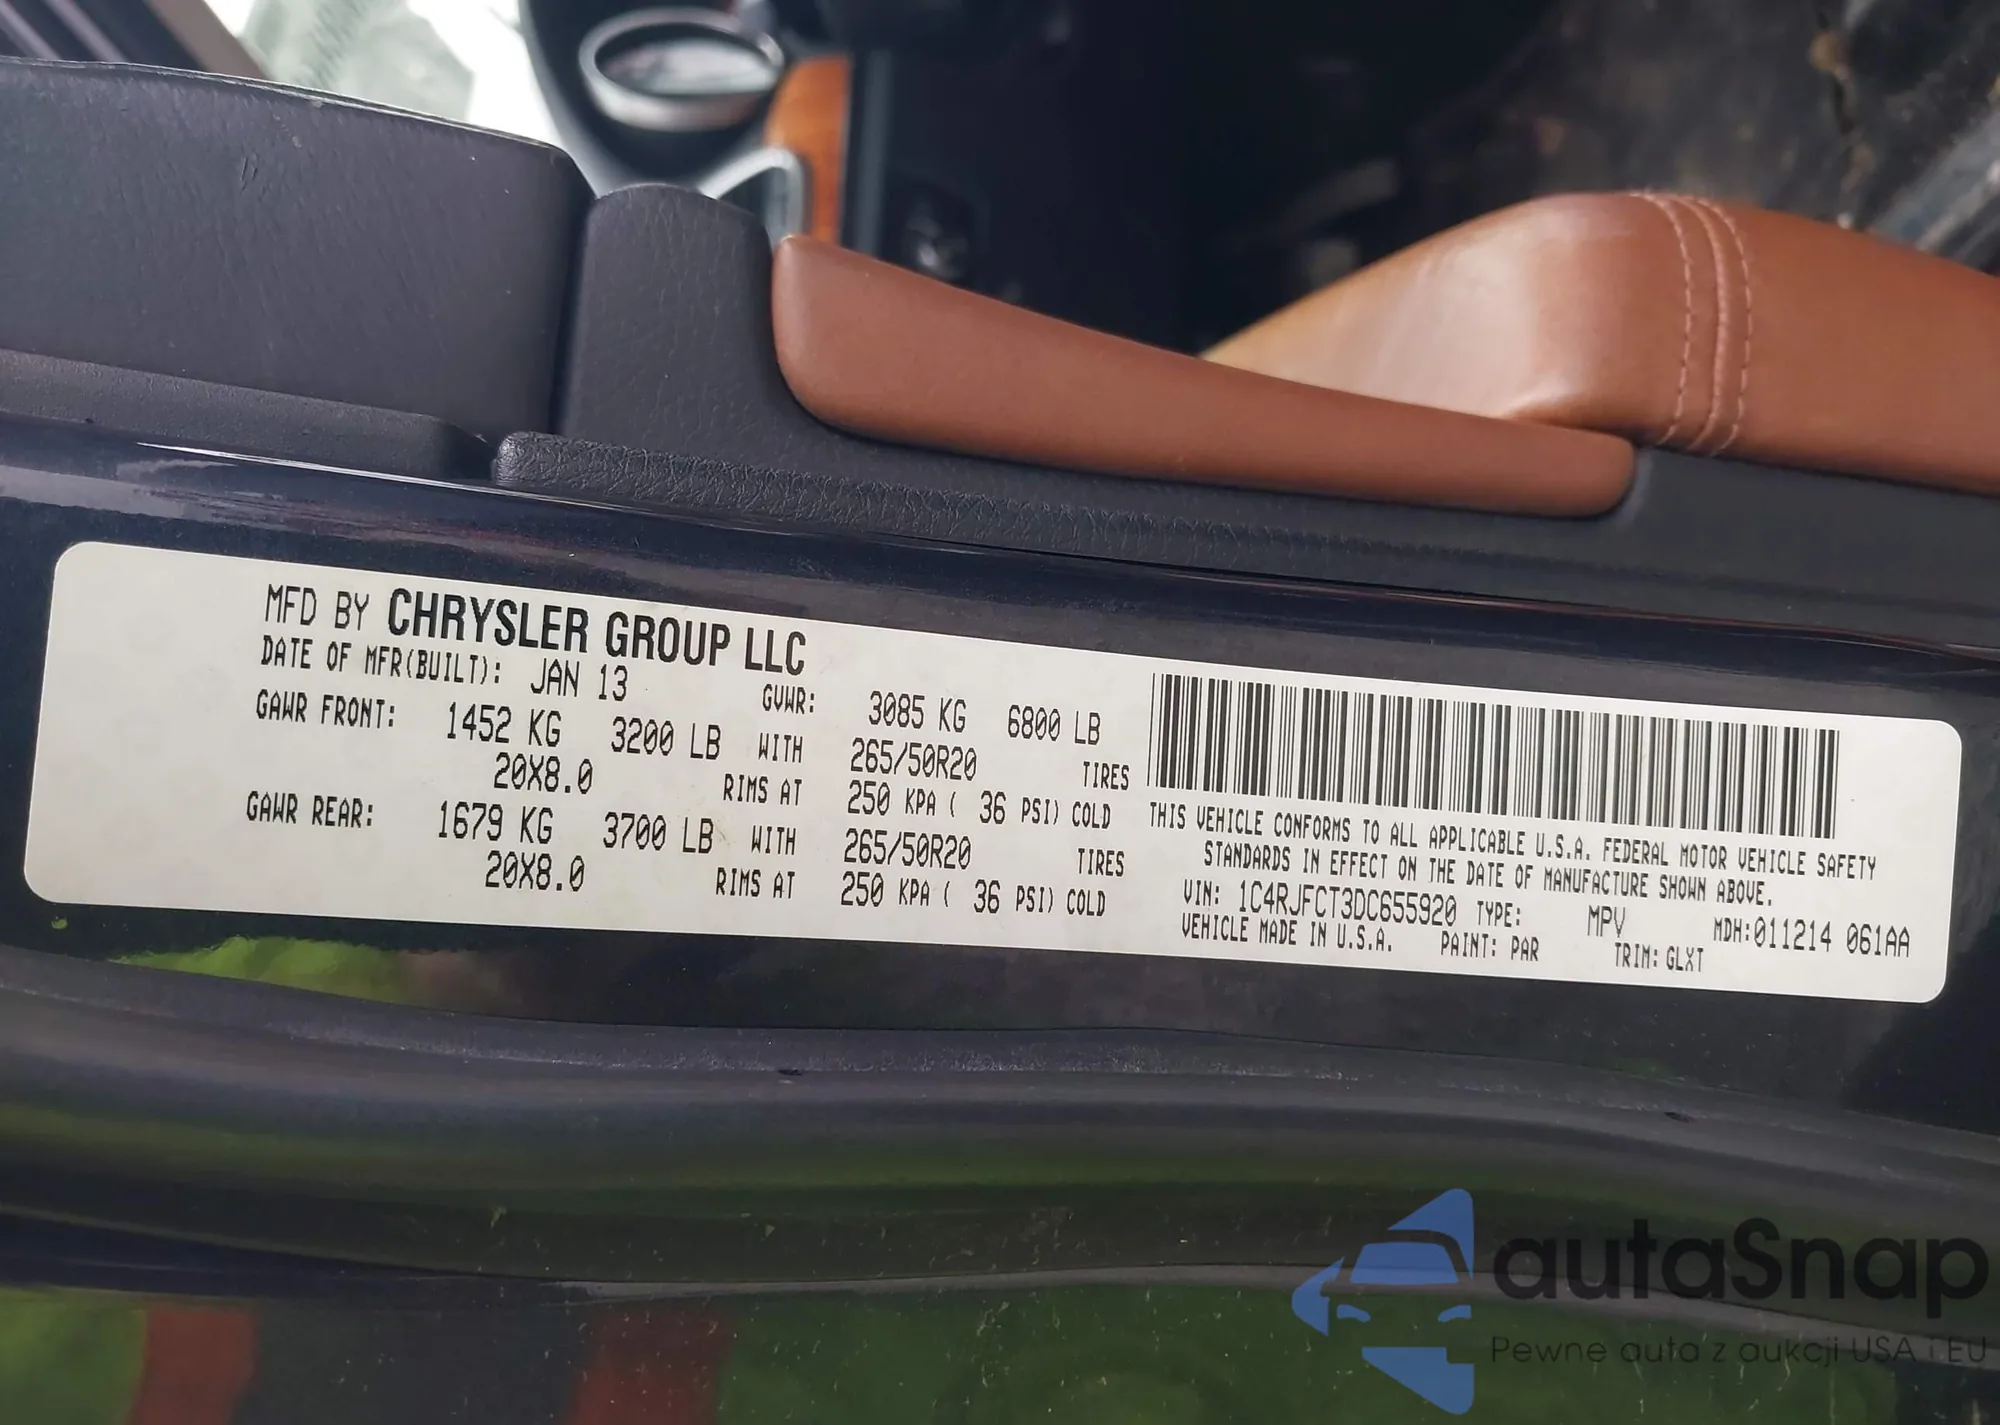 MFD BY CHRYSLER GROUP LLC
DATE OF MFR(BUILT): JAN 13 GVWR: 3085 KG 6800 LB
GAWR FRONT: 1452 KG 3200 LB WITH 265/50R20 TIRES
20X8.0 RIMS AT 250 KPA ( 36 PSI) COLD
GAWR REAR: 1679 KG 3700 LB WITH 265/50R20 TIRES
20X8.0 RIMS AT 250 KPA ( 36 PSI) COLD
THIS VEHICLE CONFORMS TO ALL APPLICABLE U.S.A. FEDERAL MOTOR VEHICLE SAFETY
STANDARDS IN EFFECT ON THE DATE OF MANUFACTURE SHOWN ABOVE.
VIN: 1C4RJFCT3DC655920 TYPE: MPV MDH:011214 061AA
VEHICLE MADE IN U.S.A. PAINT: PAR TRIM: GLXT
autaSnap
Pewne auta z aukcji USA i EU